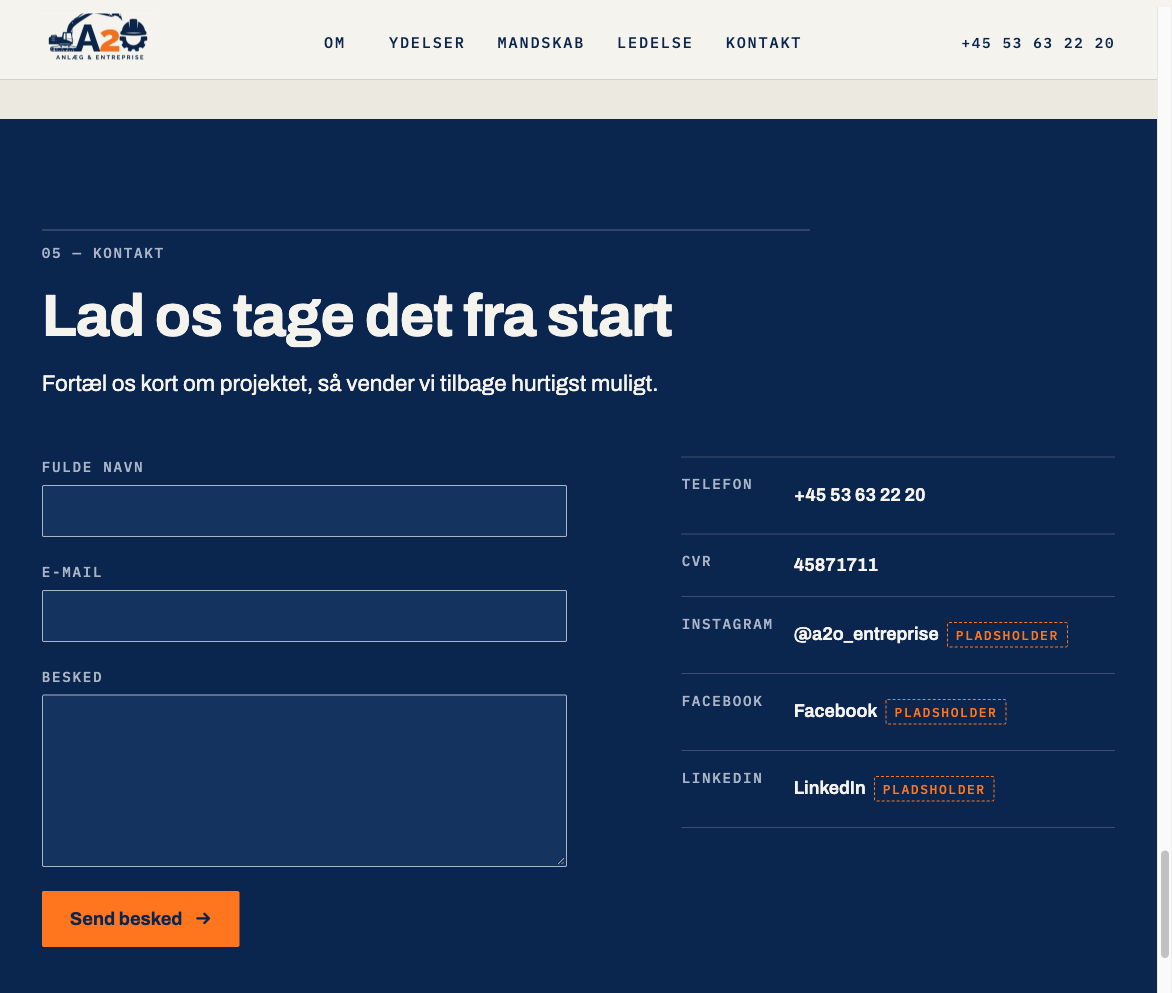 A2O
ANLÆG & ENTREPRISE
OM YDELSER MANDSKAB LEDELSE KONTAKT
+45 53 63 22 20
05 — KONTAKT
Lad os tage det fra start
Fortæl os kort om projektet, så vender vi tilbage hurtigst muligt.
FULDE NAVN
E-MAIL
BESKED
Send besked →
TELEFON +45 53 63 22 20
CVR 45871711
INSTAGRAM @a2o_entreprise PLADSHOLDER
FACEBOOK Facebook PLADSHOLDER
LINKEDIN LinkedIn PLADSHOLDER